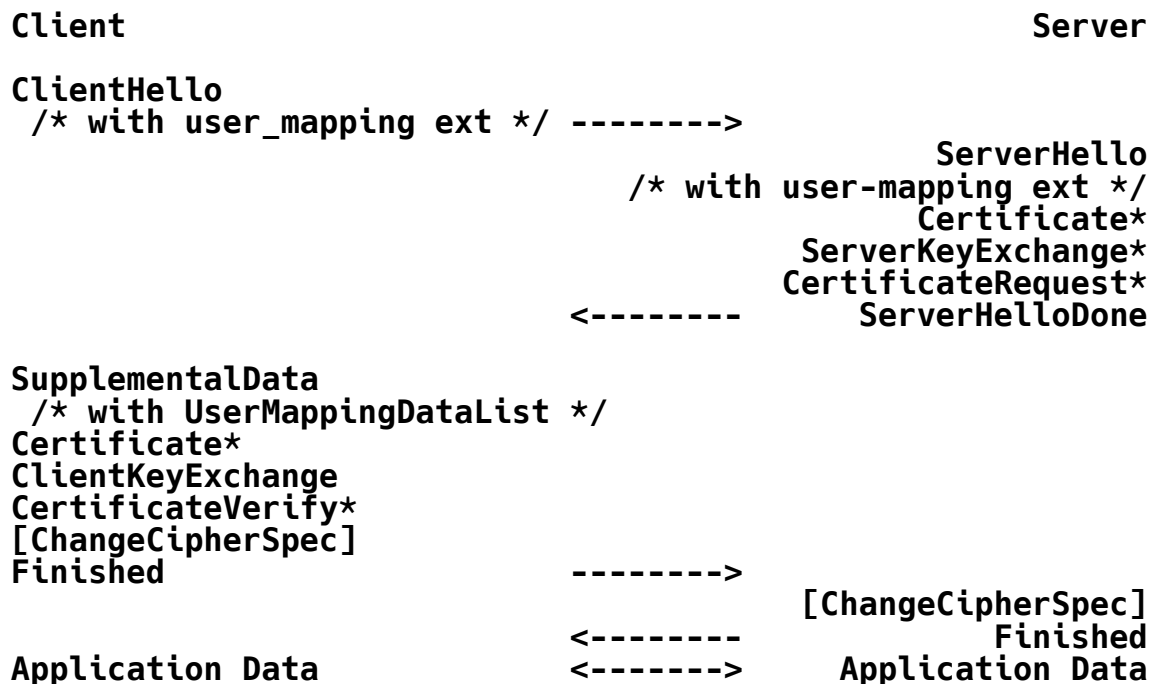 Client                                               Server

ClientHello
 /* with user_mapping ext */ -------->
                                                ServerHello
                                /* with user-mapping ext */
                                               Certificate*
                                         ServerKeyExchange*
                                        CertificateRequest*
                             <--------      ServerHelloDone

SupplementalData
 /* with UserMappingDataList */
Certificate*
ClientKeyExchange
CertificateVerify*
[ChangeCipherSpec]
Finished                     -------->
                                         [ChangeCipherSpec]
                             <--------             Finished
Application Data             <------->     Application Data